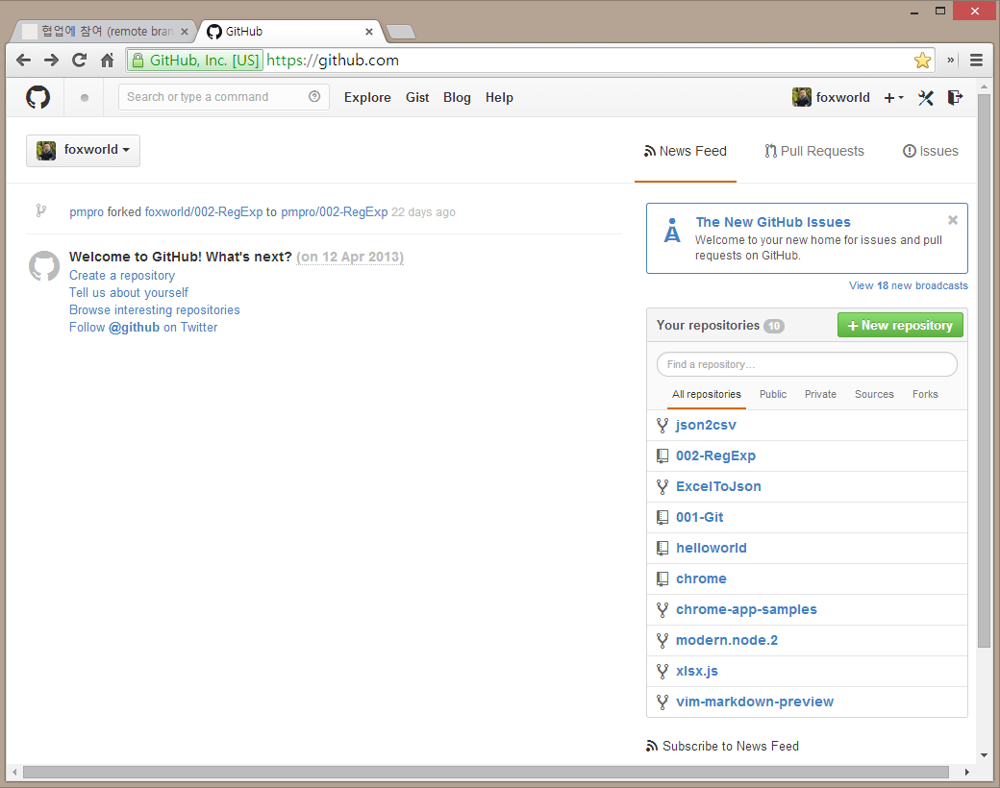 협업에 참여 (remote bran
GitHub
GitHub, Inc. [US] https://github.com
Search or type a command
Explore Gist Blog Help
foxworld
foxworld
News Feed Pull Requests Issues
pmpro forked foxworld/002-RegExp to pmpro/002-RegExp 22 days ago
Welcome to GitHub! What's next? (on 12 Apr 2013)
Create a repository
Tell us about yourself
Browse interesting repositories
Follow @github on Twitter
The New GitHub Issues
Welcome to your new home for issues and pull
requests on GitHub.
View 18 new broadcasts
Your repositories 10
New repository
Find a repository…
All repositories Public Private Sources Forks
json2csv
002-RegExp
ExcelToJson
001-Git
helloworld
chrome
chrome-app-samples
modern.node.2
xlsx.js
vim-markdown-preview
Subscribe to News Feed